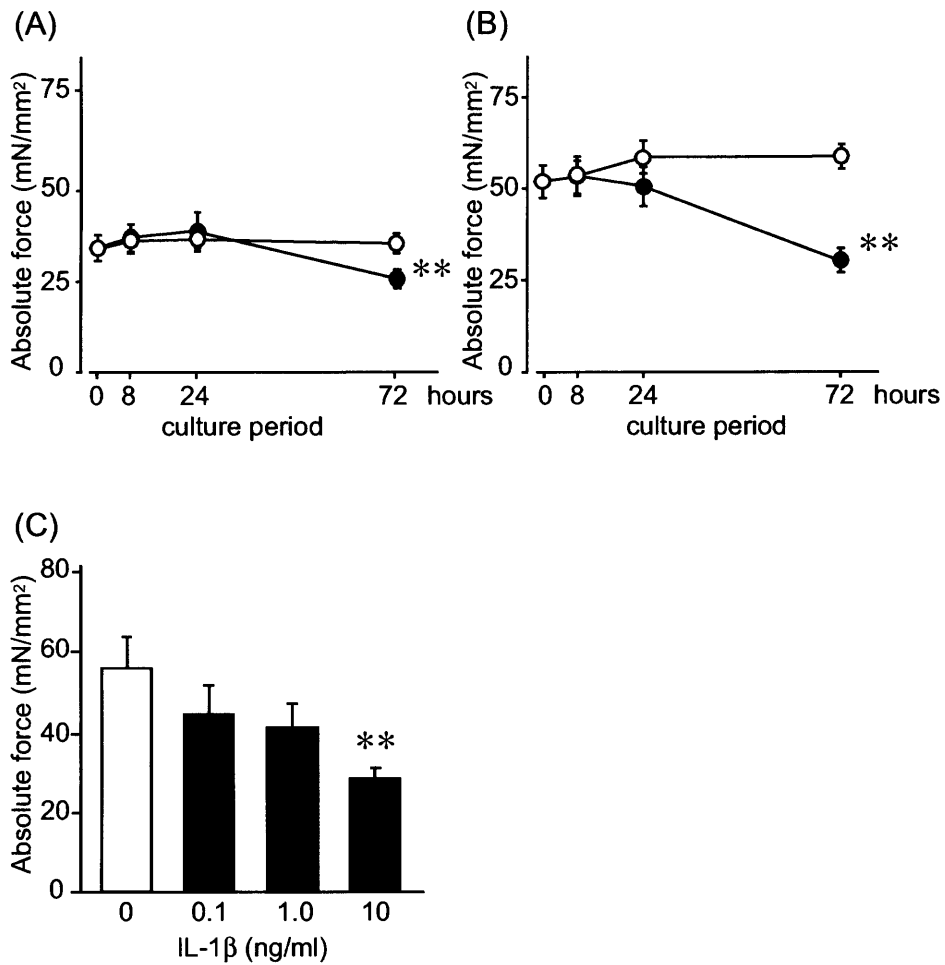 (A)
Absolute force (mN/mm²)
75
50
25
0
**
0 8 24 72 hours
culture period
(B)
Absolute force (mN/mm²)
75
50
25
0
**
0 8 24 72 hours
culture period
(C)
Absolute force (mN/mm²)
80
60
40
20
0
**
0 0.1 1.0 10
IL-1β (ng/ml)